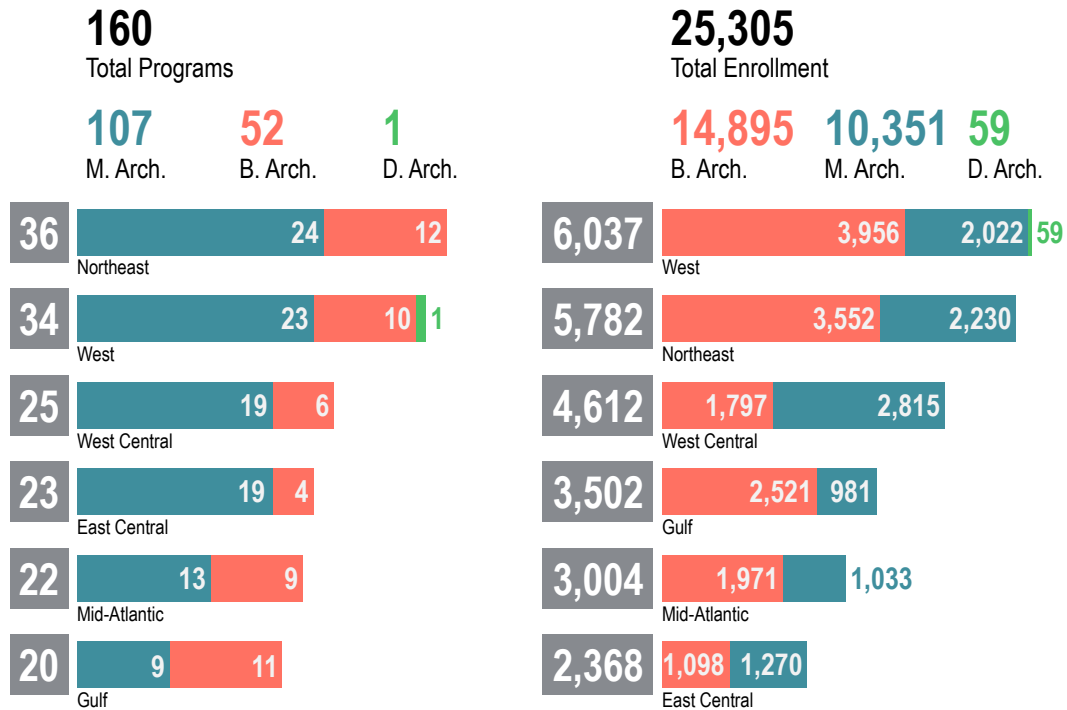 160
Total Programs
107 52 1
M. Arch. B. Arch. D. Arch.
36 24 12
Northeast
34 23 10 1
West
25 19 6
West Central
23 19 4
East Central
22 13 9
Mid-Atlantic
20 9 11
Gulf
25,305
Total Enrollment
14,895 10,351 59
B. Arch. M. Arch. D. Arch.
6,037 3,956 2,022 59
West
5,782 3,552 2,230
Northeast
4,612 1,797 2,815
West Central
3,502 2,521 981
Gulf
3,004 1,971 1,033
Mid-Atlantic
2,368 1,098 1,270
East Central